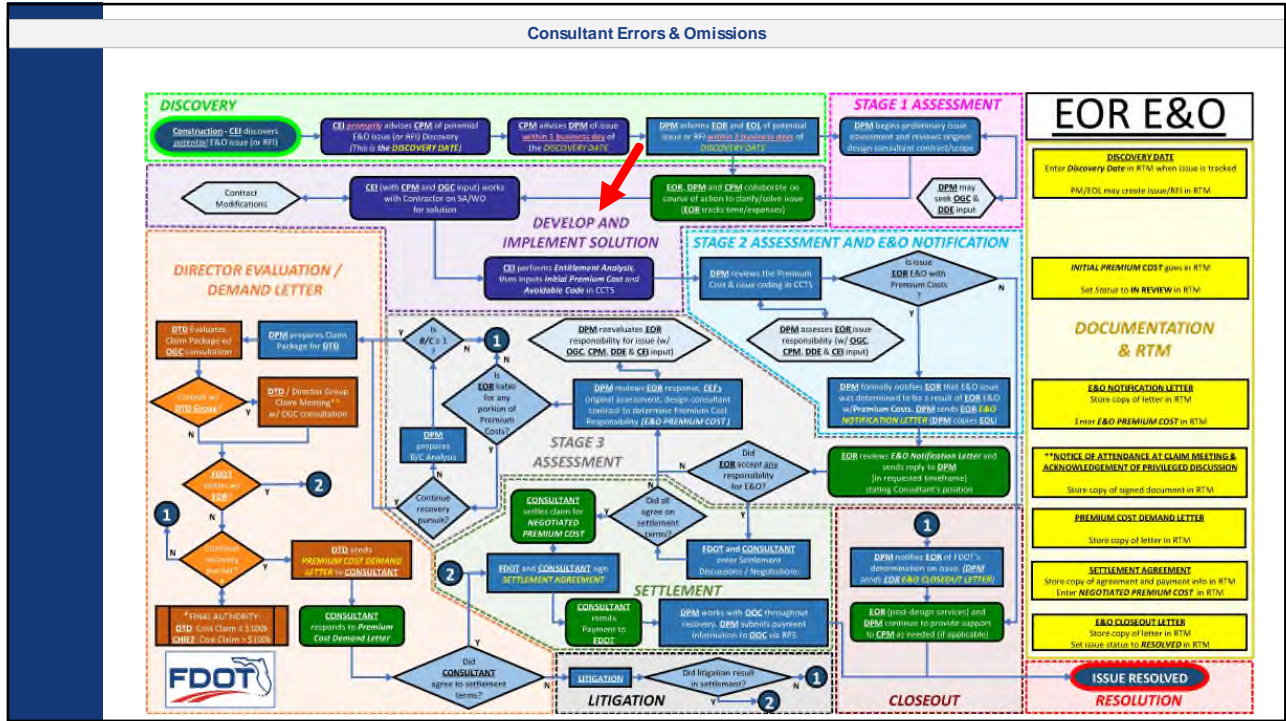 Consultant Errors & Omissions
DISCOVERY
Construction - CEI discovers
potential E&O issue (or RFI)
CEI promptly advises CPM of potential
E&O issue (or RFI) Discovery
(This is the DISCOVERY DATE)
CPM advises DPM of issue
within 1 business day of
the DISCOVERY DATE
DPM informs EOR and EOL of potential
issue or RFI within 2 business days of
DISCOVERY DATE
STAGE 1 ASSESSMENT
DPM begins preliminary issue
assessment and reviews original
design consultant contract/scope
DPM may
seek OGC &
DDE input
EOR, DPM and CPM collaborate on
course of action to clarify/solve issue
(EOR tracks time/expenses)
CEI (with CPM and OGC input) works
with Contractor on SA/WO
for solution
Contract
Modifications
DEVELOP AND
IMPLEMENT SOLUTION
CEI performs Entitlement Analysis,
then inputs Initial Premium Cost and
Avoidable Code in CCTS
STAGE 2 ASSESSMENT AND E&O NOTIFICATION
DPM reviews the Premium
Cost & issue coding in CCTS
Is issue
EOR E&O with
Premium Costs
?
N
Y
DPM assesses EOR issue
responsibility (w/ OGC,
CPM, DDE & CEI input)
DPM formally notifies EOR that E&O issue
was determined to be a result of EOR E&O
w/Premium Costs. DPM sends EOR E&O
NOTIFICATION LETTER (DPM copies EOL)
EOR reviews E&O Notification Letter and
sends reply to DPM
(in requested timeframe)
stating Consultant's position
STAGE 3
ASSESSMENT
Did
EOR accept any
responsibility
for E&O?
N
Y
DPM reviews EOR response, CEI's
original assessment, design consultant
contract to determine Premium Cost
Responsibility (E&O PREMIUM COST)
DPM reevaluates EOR
responsibility for issue (w/
OGC, CPM, DDE & CEI input)
Is
EOR liable
for any
portion of
Premium
Costs?
N
Y
1
Continue
recovery
pursuit?
N
Y
DPM
prepares
B/C Analysis
Is
B/C ≥ 1
?
Y
N
DIRECTOR EVALUATION /
DEMAND LETTER
DPM prepares Claim
Package for DTD
DTD Evaluates
Claim Package w/
OGC consultation
Consult w/
DTD Group?
Y
N
DTD / Director Group
Claim Meeting**
w/ OGC consultation
FDOT
settles w/
EOR?
Y
N
2
1
Continue
recovery
pursuit?
N
Y
DTD sends
PREMIUM COST DEMAND
LETTER to CONSULTANT
*FINAL AUTHORITY:
DTD: Cost Claim ≤ $100k
CHIEF: Cost Claim > $100k
CONSULTANT
responds to Premium
Cost Demand Letter
FDOT
Did
CONSULTANT
agree to settlement
terms?
Y
N
SETTLEMENT
FDOT and CONSULTANT
enter Settlement
Discussions / Negotiations
Did all
agree on
settlement
terms?
N
Y
CONSULTANT
settles claim for
NEGOTIATED
PREMIUM COST
2
FDOT and CONSULTANT sign
SETTLEMENT AGREEMENT
CONSULTANT
remits
Payment to
FDOT
DPM works with OOC throughout
recovery. DPM submits payment
information to OOC via RFS
LITIGATION
LITIGATION
Did litigation result
in settlement?
N
1
Y
2
CLOSEOUT
1
DPM notifies EOR of FDOT's
determination on issue. (DPM
sends EOR E&O CLOSEOUT LETTER)
EOR (post-design services) and
DPM continue to provide support
to CPM as needed (if applicable)
EOR E&O
DISCOVERY DATE
Enter Discovery Date in RTM when issue is tracked
PM/EOL may create issue/RFI in RTM
INITIAL PREMIUM COST goes in RTM
Set Status to IN REVIEW in RTM
DOCUMENTATION
& RTM
E&O NOTIFICATION LETTER
Store copy of letter in RTM
Enter E&O PREMIUM COST in RTM
**NOTICE OF ATTENDANCE AT CLAIM MEETING &
ACKNOWLEDGEMENT OF PRIVILEGED DISCUSSION
Store copy of signed document in RTM
PREMIUM COST DEMAND LETTER
Store copy of letter in RTM
SETTLEMENT AGREEMENT
Store copy of agreement and payment info in RTM
Enter NEGOTIATED PREMIUM COST in RTM
E&O CLOSEOUT LETTER
Store copy of letter in RTM
Set issue status to RESOLVED in RTM
ISSUE RESOLVED
RESOLUTION